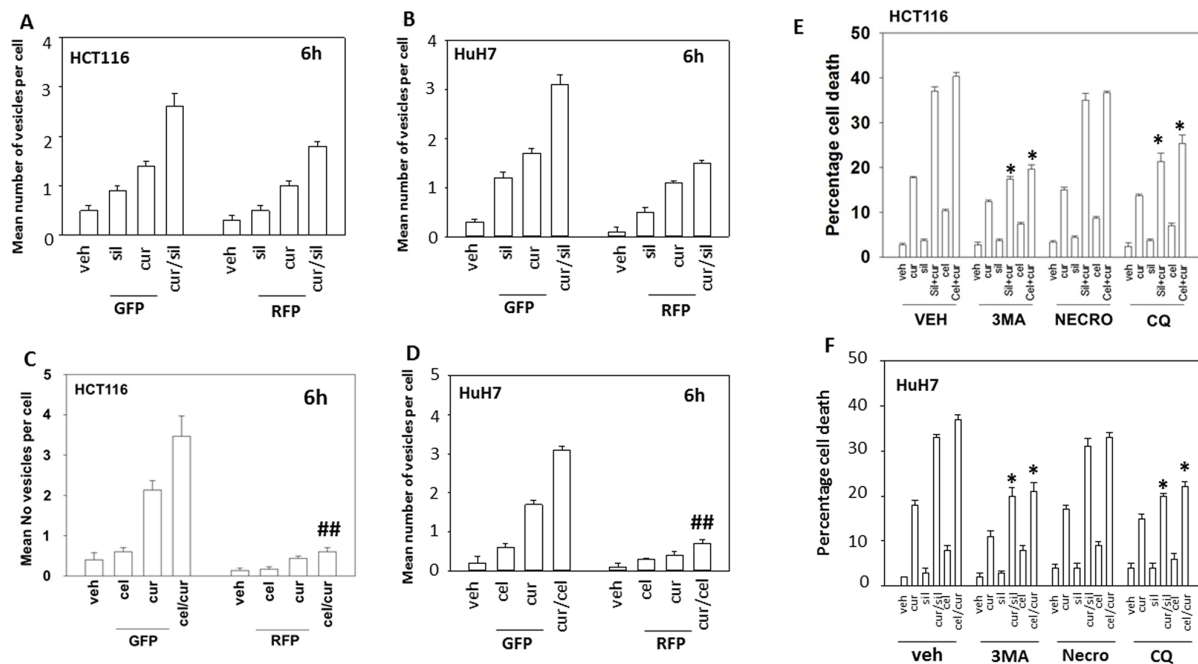 A
HCT116
6h
Mean number of vesicles per cell
4
3
2
1
0
veh
sil
cur
cur/sil
veh
sil
cur
cur/sil
GFP
RFP
B
HuH7
6h
Mean number of vesicles per cell
4
3
2
1
0
veh
sil
cur
cur/sil
veh
sil
cur
cur/sil
GFP
RFP
C
HCT116
6h
Mean No vesicles per cell
5
4
3
2
1
0
##
veh
cel
cur
cel/cur
veh
cel
cur
cel/cur
GFP
RFP
D
HuH7
6h
Mean number of vesicles per cell
5
3
2
1
0
##
veh
cel
cur
cur/cel
veh
cel
cur
cur/cel
GFP
RFP
E
HCT116
Percentage cell death
50
40
30
20
10
0
* * * *
veh
cur
sil
Sil+cur
cel
Cel+cur
veh
cur
sil
Sil+cur
cel
Cel+cur
veh
cur
sil
Sil+cur
cel
Cel+cur
veh
cur
sil
Sil+cur
cel
Cel+cur
VEH
3MA
NECRO
CQ
F
HuH7
Percentage cell death
50
40
30
20
10
0
* * * *
veh
cur
sil
cur/sil
cel
cel/cur
veh
cur
sil
cur/sil
cel
cel/cur
veh
cur
sil
cur/sil
cel
cel/cur
veh
cur
sil
cur/sil
cel
cel/cur
veh
3MA
Necro
CQ